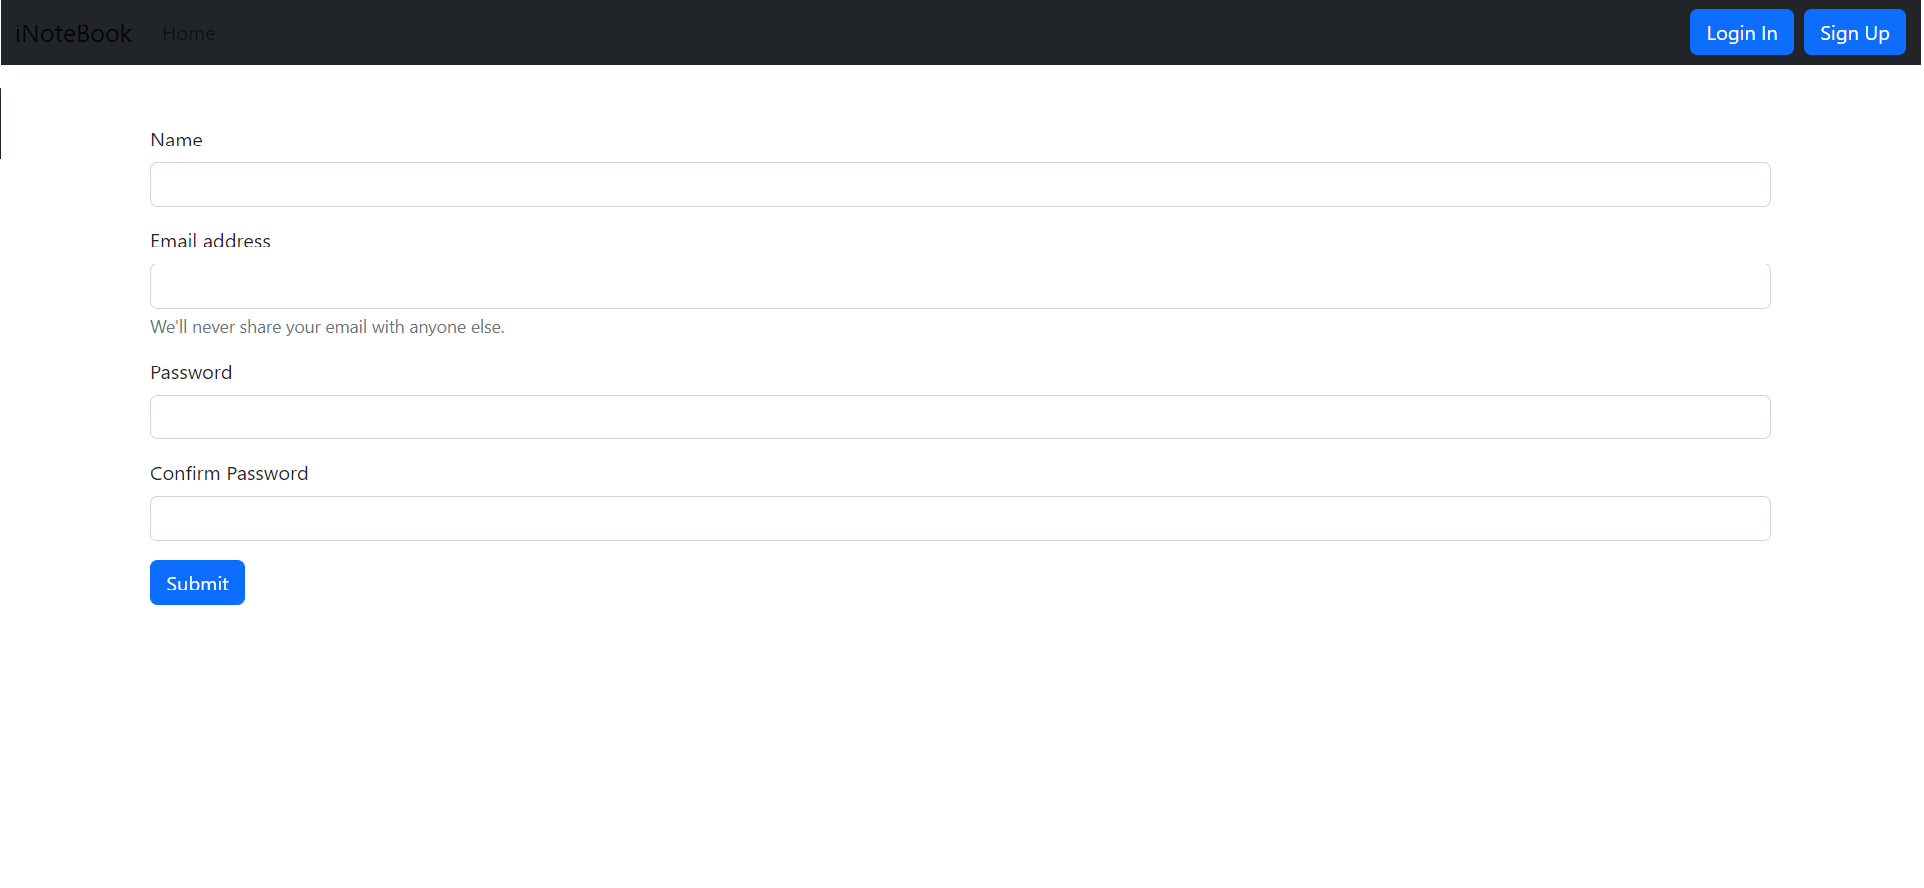 iNoteBook Home Login In Sign Up
Name
Email address
We'll never share your email with anyone else.
Password
Confirm Password
Submit